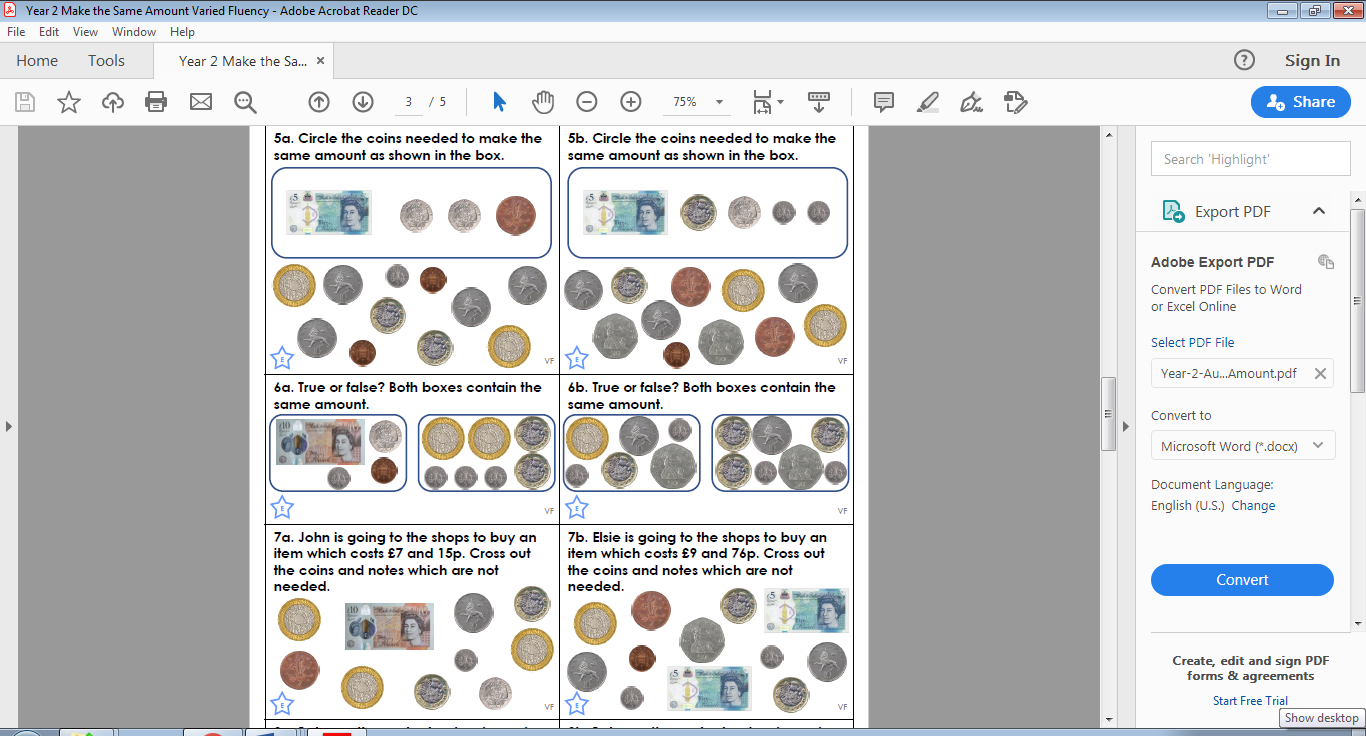 Year 2 Make the Same Amount Varied Fluency - Adobe Acrobat Reader DC
File Edit View Window Help
Home Tools Year 2 Make the Sa... × ? Sign In
3 / 5 75% Share
5a. Circle the coins needed to make the
same amount as shown in the box.
E VF
5b. Circle the coins needed to make the
same amount as shown in the box.
E VF
6a. True or false? Both boxes contain the
same amount.
E VF
6b. True or false? Both boxes contain the
same amount.
E VF
7a. John is going to the shops to buy an
item which costs £7 and 15p. Cross out
the coins and notes which are not
needed.
E VF
7b. Elsie is going to the shops to buy an
item which costs £9 and 76p. Cross out
the coins and notes which are not
needed.
E VF
Search 'Highlight'
Export PDF
Adobe Export PDF
Convert PDF Files to Word
or Excel Online
Select PDF File
Year-2-Au...Amount.pdf
Convert to
Microsoft Word (*.docx)
Document Language:
English (U.S.) Change
Convert
Create, edit and sign PDF
forms & agreements
Start Free Trial
Show desktop